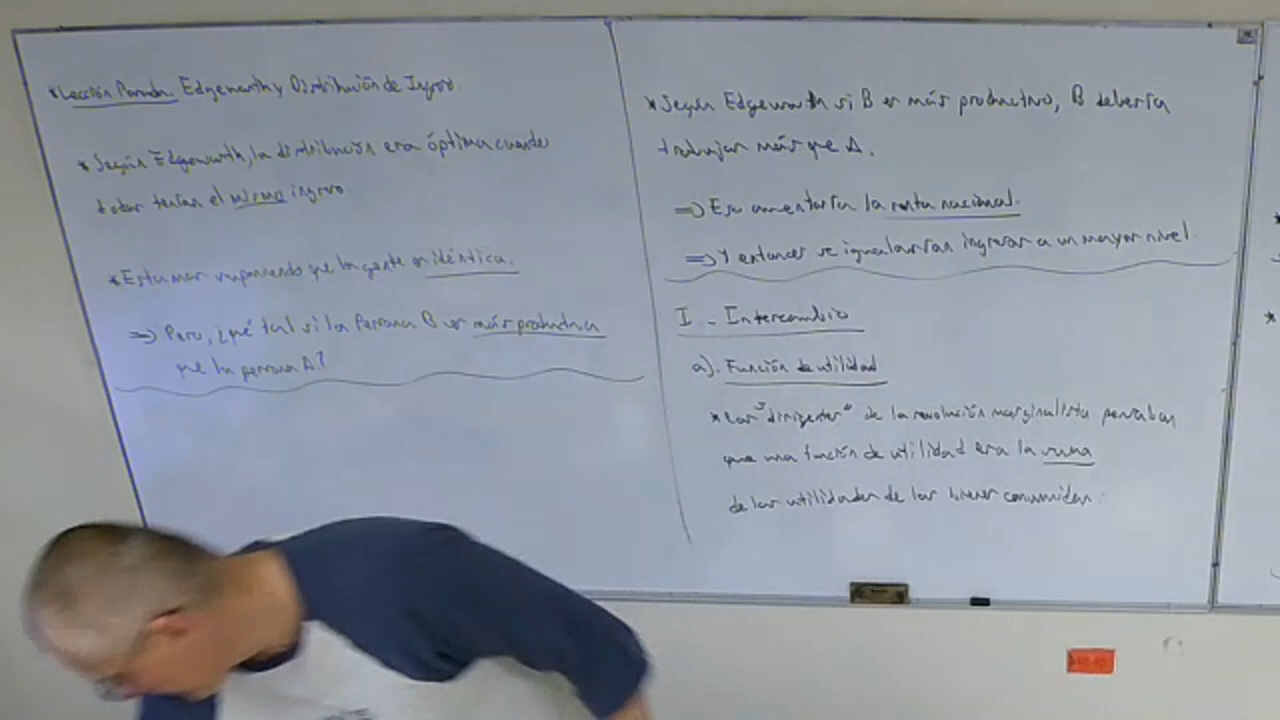 *Lección Pasada. Edgeworth y Distribución de Ingreso
*Según Edgeworth, la distribución era óptima cuando
todos tenían el mismo ingreso.
*Estamos suponiendo que la gente es idéntica.
=> Pero, ¿qué tal si la Persona B es más productiva
que la persona A?
*Según Edgeworth si B es más productivo, B debería
trabajar más que A.
=> Eso aumentaría la renta nacional.
=> Y entonces se igualarían ingresos a un mayor nivel
I - Intercambio
a). Función de utilidad
*Los "dirigentes" de la revolución marginalista pensaban
que una función de utilidad era la suma
de las utilidades de los bienes consumidos